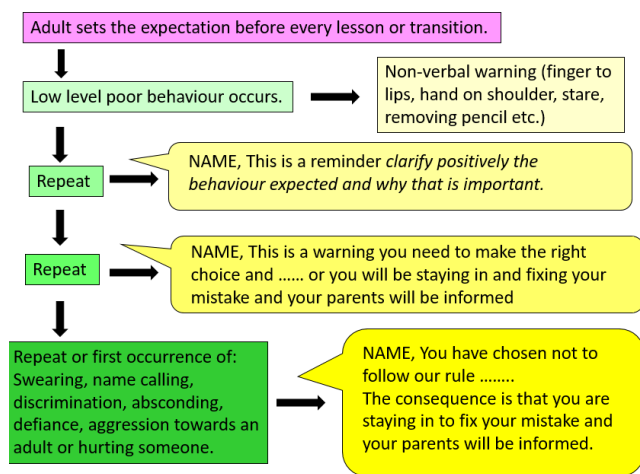 Adult sets the expectation before every lesson or transition.
Low level poor behaviour occurs.
Non-verbal warning (finger to
lips, hand on shoulder, stare,
removing pencil etc.)
Repeat
NAME, This is a reminder clarify positively the
behaviour expected and why that is important.
Repeat
NAME, This is a warning you need to make the right
choice and ...... or you will be staying in and fixing your
mistake and your parents will be informed
Repeat or first occurrence of:
Swearing, name calling,
discrimination, absconding,
defiance, aggression towards an
adult or hurting someone.
NAME, You have chosen not to
follow our rule ........
The consequence is that you are
staying in to fix your mistake and
your parents will be informed.